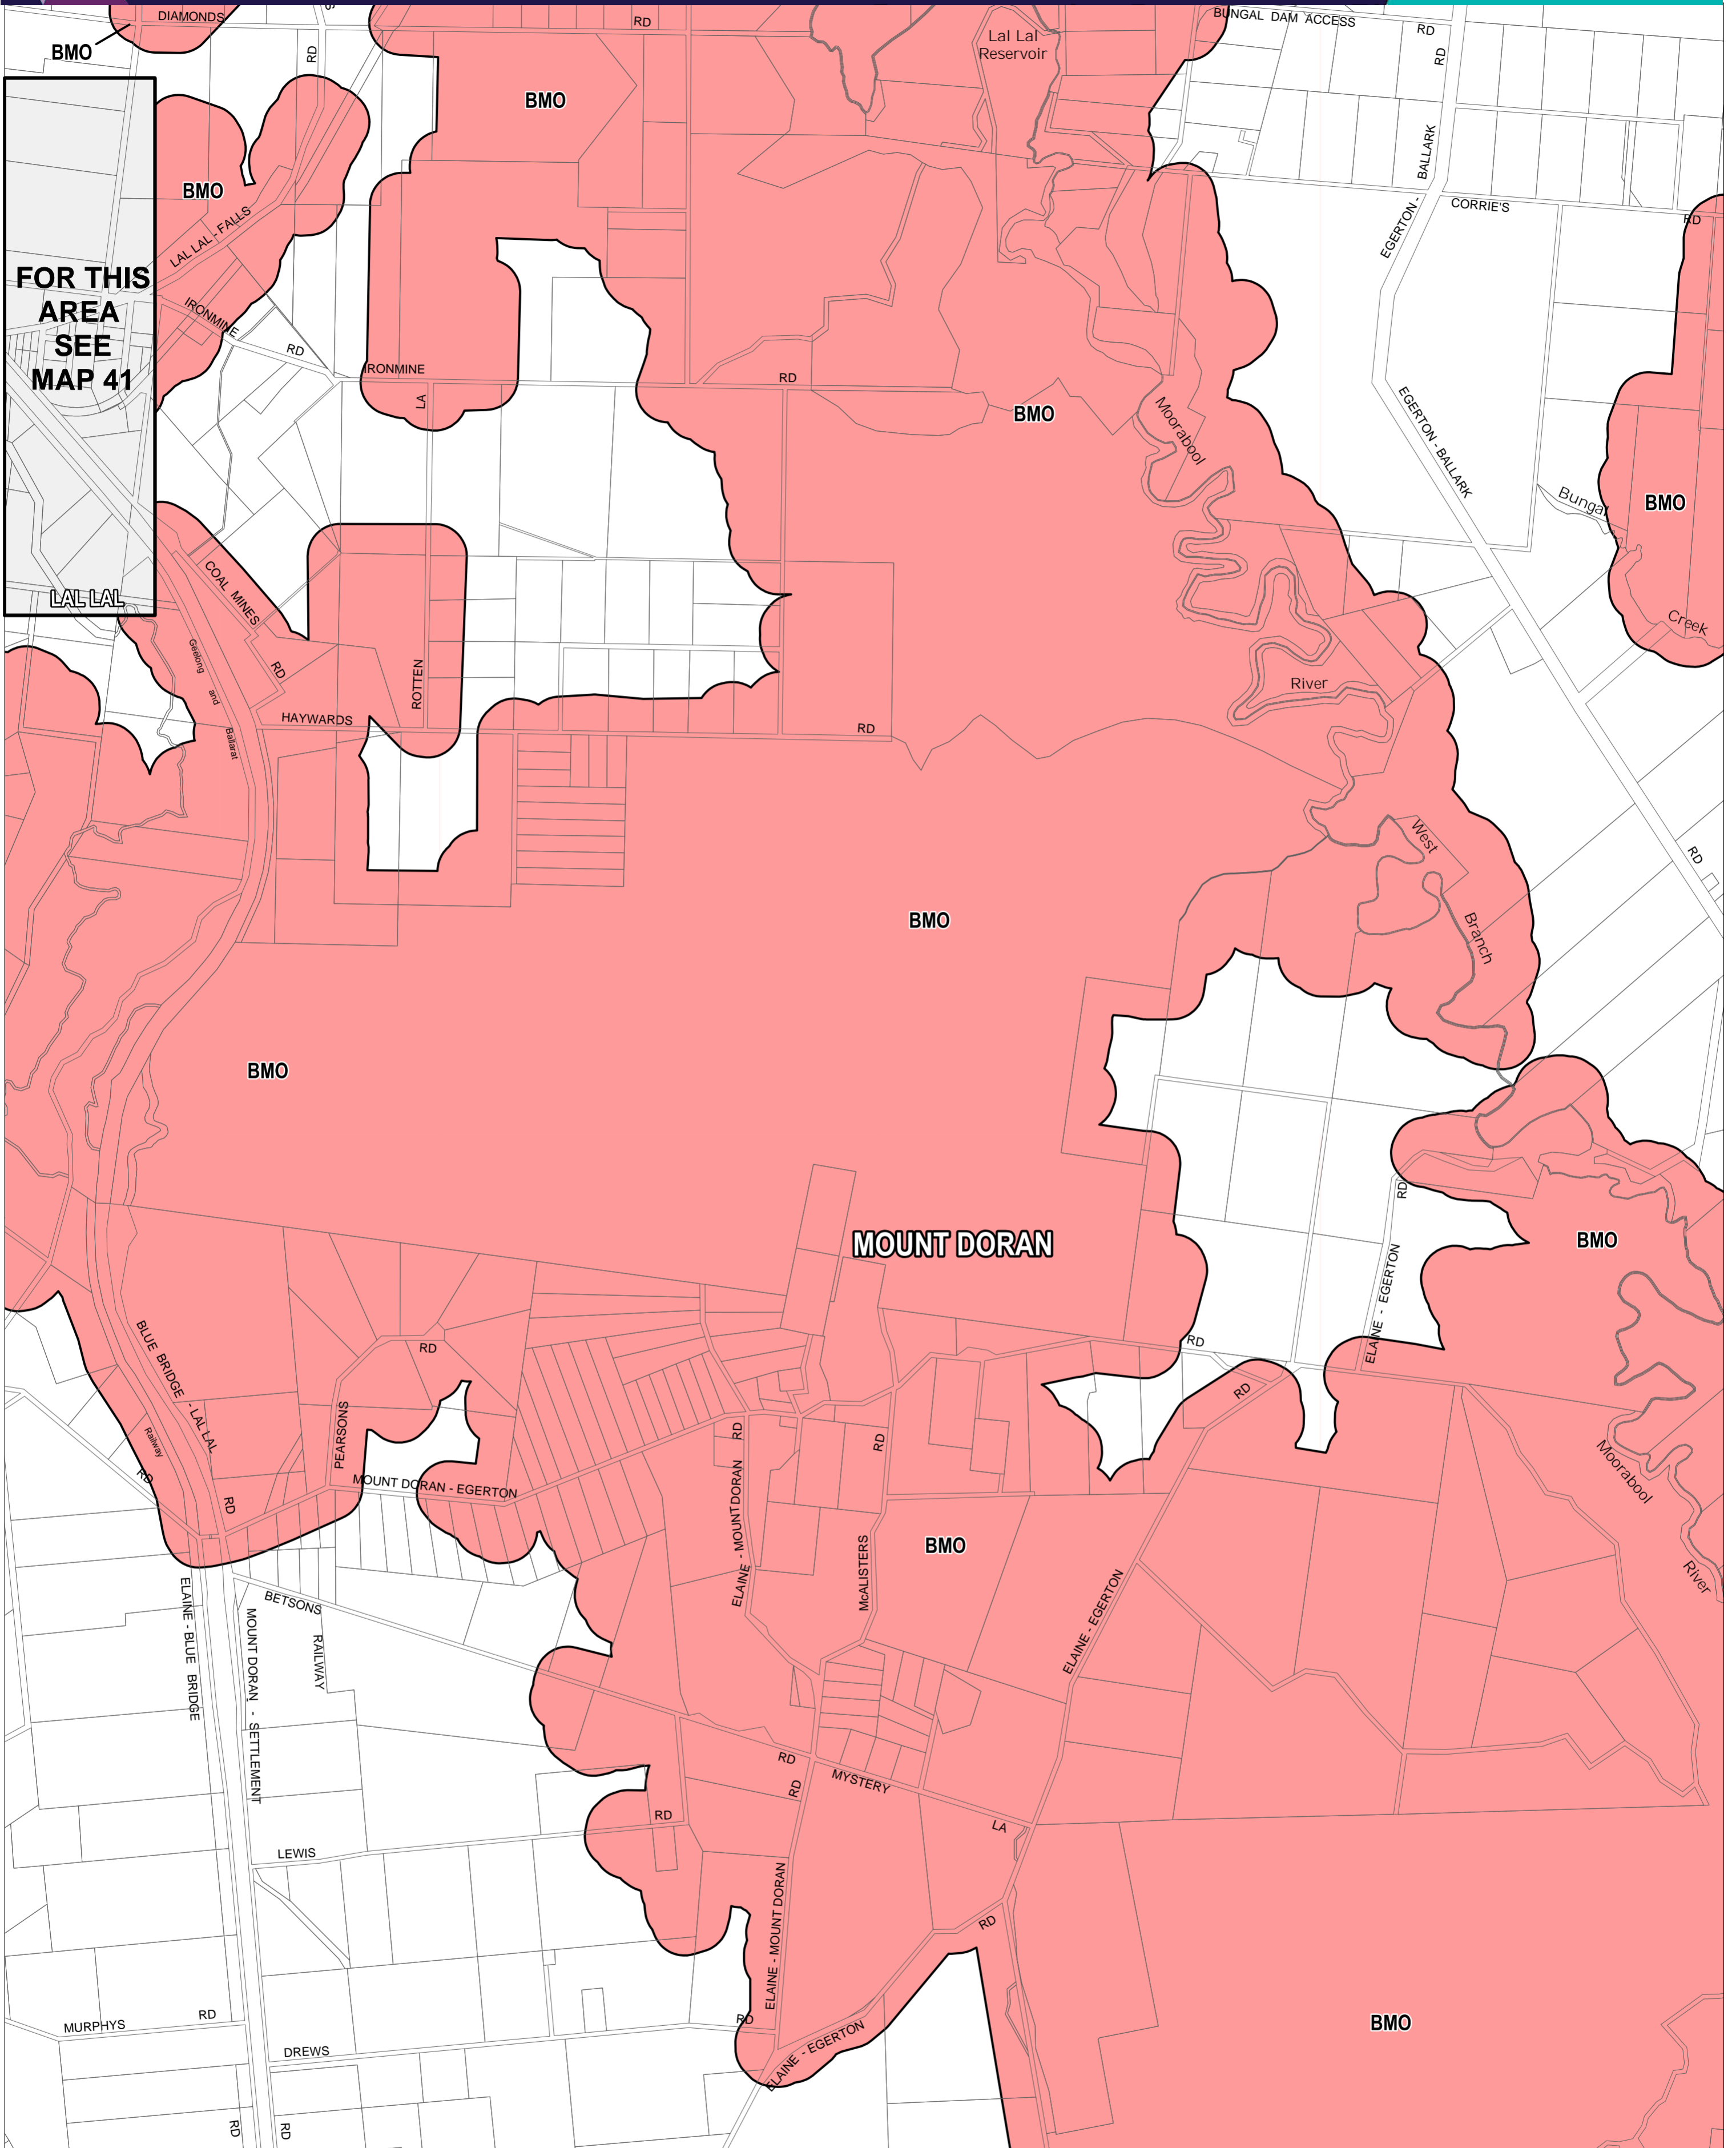 DIAMONDS
RD
BUNGAL DAM ACCESS
RD
BMO
RD
Lal Lal
Reservoir
RD
BMO
BMO
BALLARK
EGERTON -
CORRIE'S
RD
LAL LAL - FALLS
FOR THIS
AREA
SEE
MAP 41
IRONMINE
RD
IRONMINE
RD
LA
BMO
Moorabool
EGERTON - BALLARK
Bungal
BMO
COAL MINES
LAL LAL
RD
Creek
Geelong
and
Ballarat
ROTTEN
River
HAYWARDS
RD
West
RD
BMO
Branch
BMO
RD
BMO
MOUNT DORAN
ELAINE - EGERTON
BLUE BRIDGE - LAL LAL
RD
RD
RD
Railway
PEARSONS
RD
RD
RD
MOUNT DORAN - EGERTON
RD
Moorabool
BMO
ELAINE - MOUNT DORAN
McALISTERS
River
ELAINE - EGERTON
BETSONS
ELAINE - BLUE BRIDGE
MOUNT DORAN - SETTLEMENT
RAILWAY
RD
RD
MYSTERY
RD
LA
LEWIS
ELAINE - MOUNT DORAN
RD
BMO
MURPHYS
RD
RD
DREWS
ELAINE - EGERTON
RD
RD